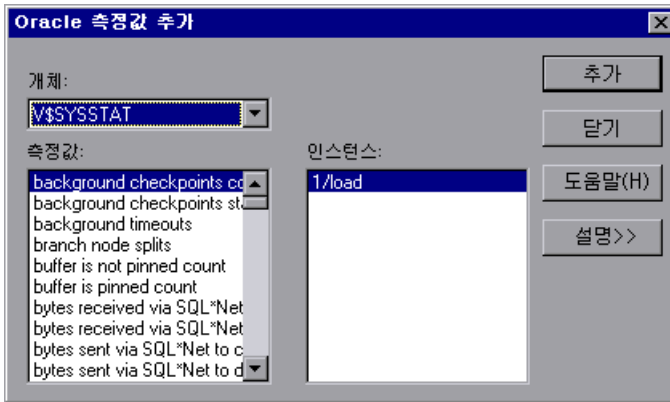 Oracle 측정값 추가
개체:
V$SYSSTAT
측정값:
background checkpoints co
background checkpoints sta
background timeouts
branch node splits
buffer is not pinned count
buffer is pinned count
bytes received via SQL*Net
bytes received via SQL*Net
bytes sent via SQL*Net to c
bytes sent via SQL*Net to d
인스턴스:
1/load
추가
닫기
도움말(H)
설명>>